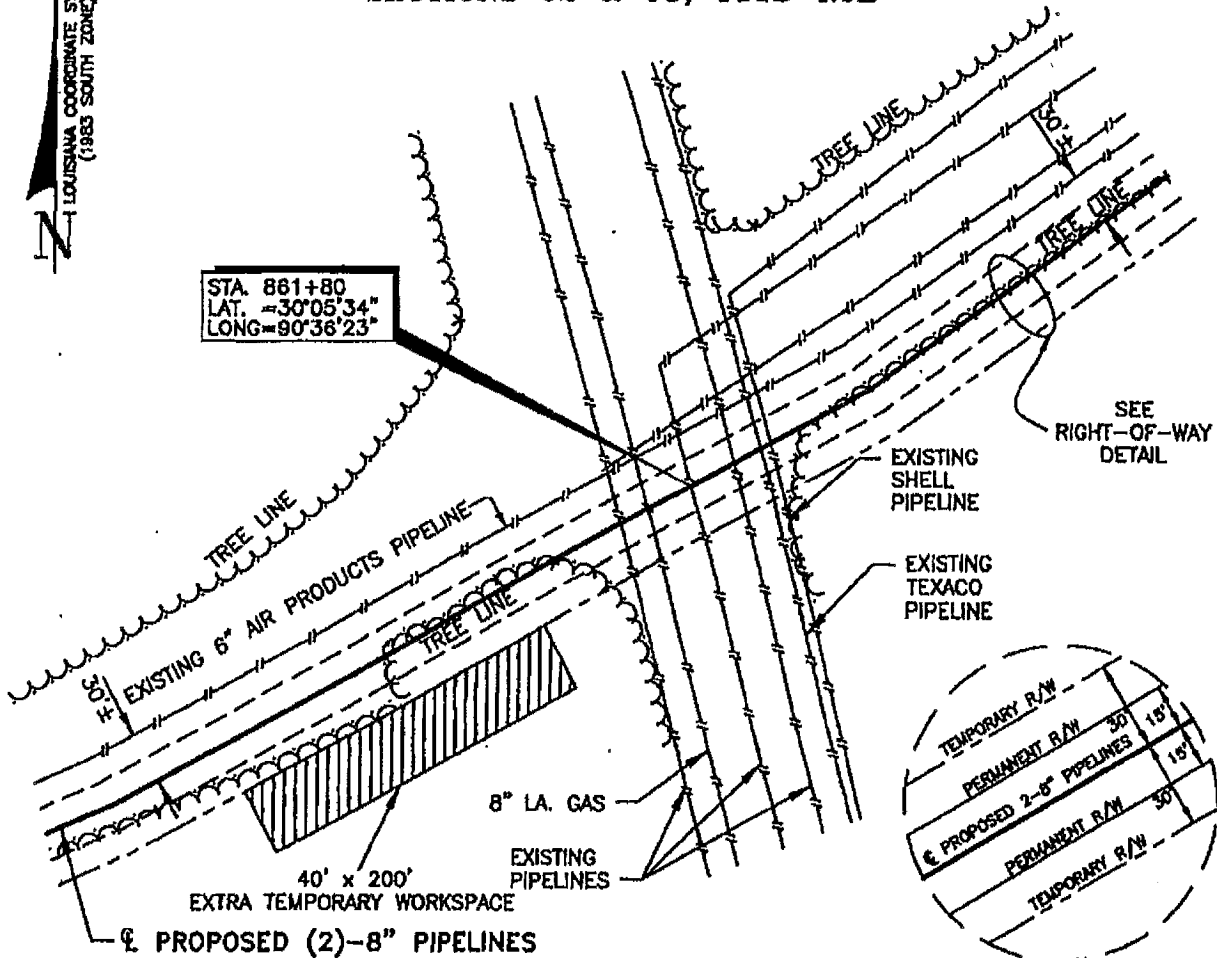 LOUISIANA COORDINATE
(1983 SOUTH ZONE)
N
TREE LINE
30'±
TREE LINE
STA. 861+80
LAT. =30°05'34"
LONG=90°36'23"
SEE
RIGHT-OF-WAY
DETAIL
EXISTING
SHELL
PIPELINE
TREE LINE
EXISTING 6" AIR PRODUCTS PIPELINE
EXISTING
TEXACO
PIPELINE
TREE LINE
30'±
TEMPORARY R/W
PERMANENT R/W
30'
15'
℄ PROPOSED 2-8" PIPELINES
15'
PERMANENT R/W
30'
TEMPORARY R/W
8" LA. GAS
EXISTING
PIPELINES
40' x 200'
EXTRA TEMPORARY WORKSPACE
℄ PROPOSED (2)-8" PIPELINES